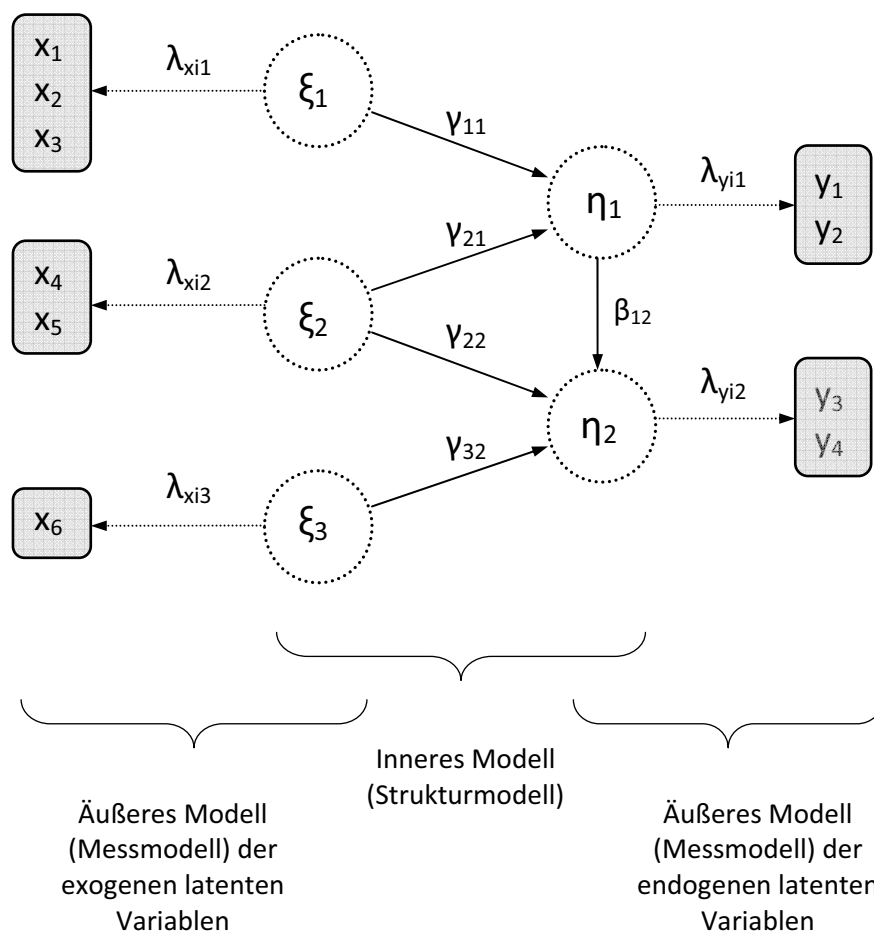 x₁
x₂
x₃
λₓᵢ₁
ξ₁
γ₁₁
η₁
λyi1
y₁
y₂
x₄
x₅
λₓᵢ₂
ξ₂
γ₂₁
γ₂₂
β₁₂
η₂
λyi2
y₃
y₄
γ₃₂
x₆
λₓᵢ₃
ξ₃
Inneres Modell
(Strukturmodell)
Äußeres Modell
(Messmodell) der
exogenen latenten
Variablen
Äußeres Modell
(Messmodell) der
endogenen latenten
Variablen